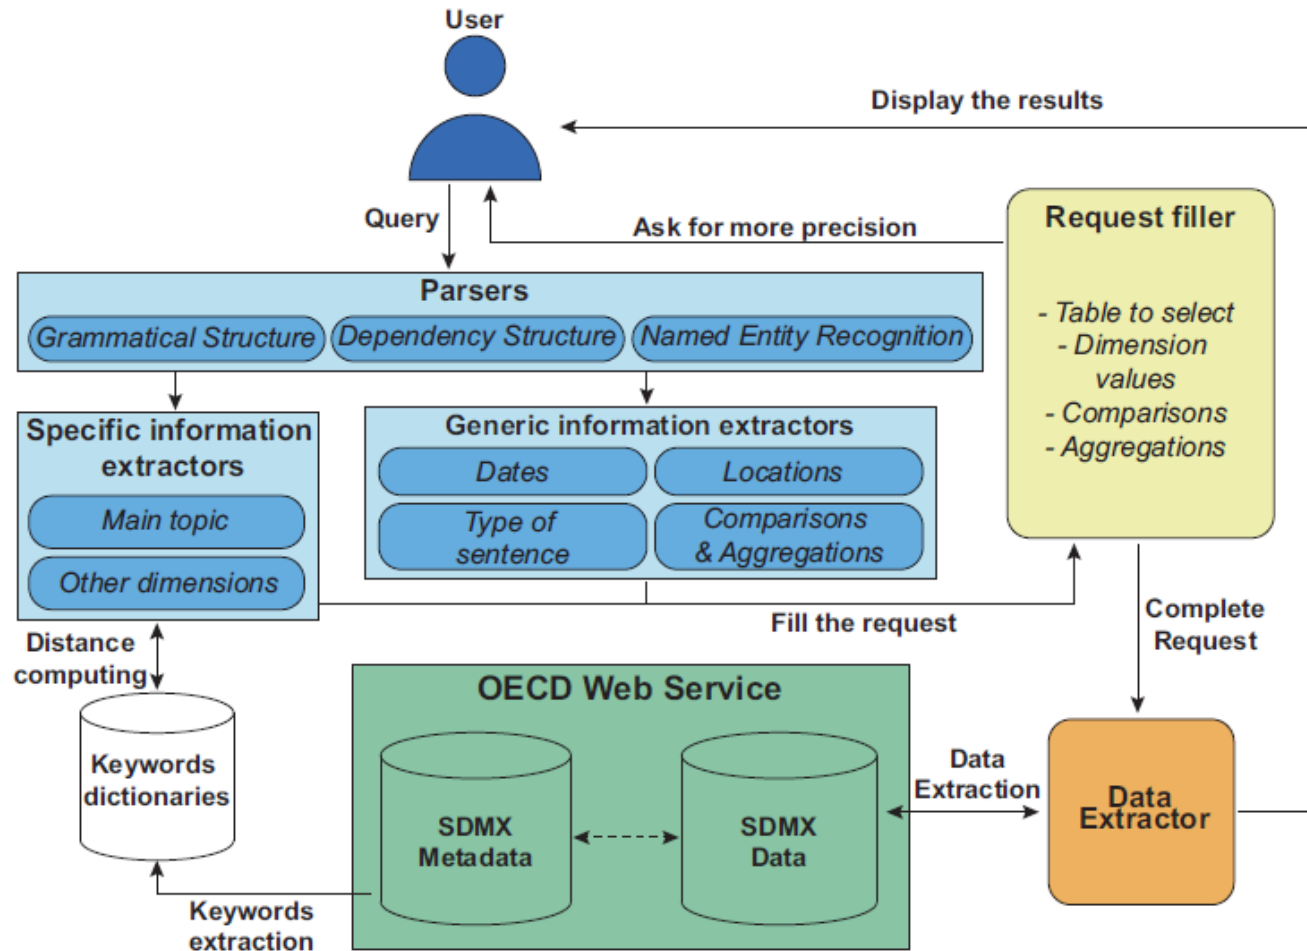 User
Display the results
Query
Ask for more precision
Request filler
- Table to select
- Dimension
values
- Comparisons
- Aggregations
Parsers
Grammatical Structure
Dependency Structure
Named Entity Recognition
Specific information
extractors
Main topic
Other dimensions
Generic information extractors
Dates
Locations
Type of
sentence
Comparisons
& Aggregations
Fill the request
Complete
Request
Distance
computing
Keywords
dictionaries
OECD Web Service
SDMX
Metadata
SDMX
Data
Data
Extraction
Data
Extractor
Keywords
extraction